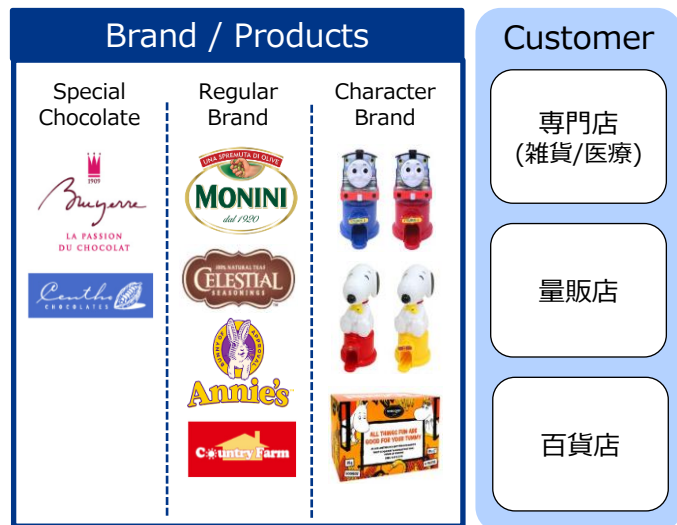 Brand / Products
Customer
Special
Chocolate
Regular
Brand
Character
Brand
1909
Bruyerre
LA PASSION
DU CHOCOLAT
Centho
CHOCOLATES
UNA SPREMUTA DI OLIVE
MONINI
dal 1920
100% NATURAL TEAS
CELESTIAL
SEASONINGS
BUNNY OF APPROVAL
Annie's
Country Farm
ALL THINGS FUN ARE
GOOD FOR YOUR TUMMY
専門店
(雑貨/医療)
量販店
百貨店